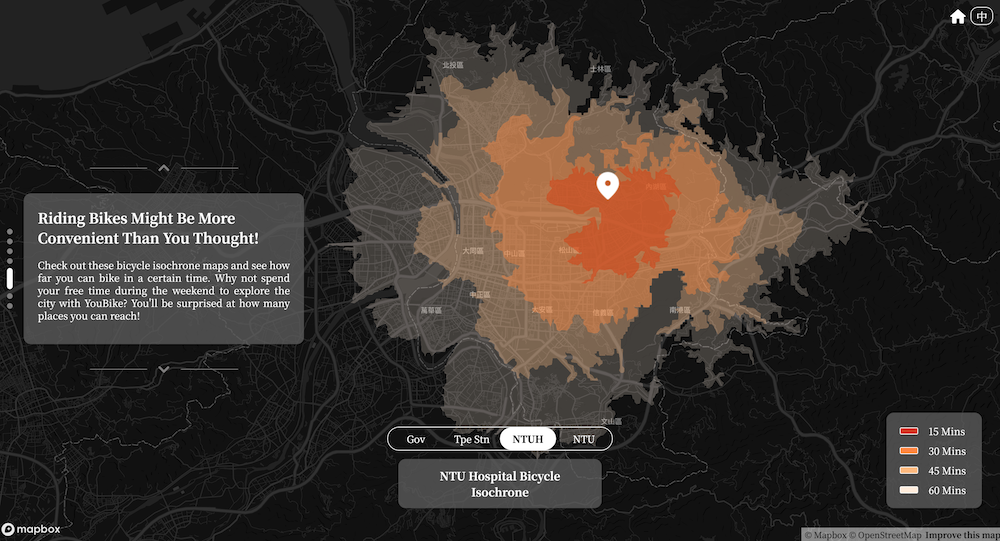 中
北投區
士林區
內湖區
Riding Bikes Might Be More
Convenient Than You Thought!
Check out these bicycle isochrone maps and see how
far you can bike in a certain time. Why not spend
your free time during the weekend to explore the
city with YouBike? You'll be surprised at how many
places you can reach!
大同區
中山區
松山區
中正區
萬華區
大安區
信義區
南港區
文山區
Gov
Tpe Stn
NTUH
NTU
NTU Hospital Bicycle
Isochrone
15 Mins
30 Mins
45 Mins
60 Mins
mapbox
© Mapbox © OpenStreetMap Improve this map